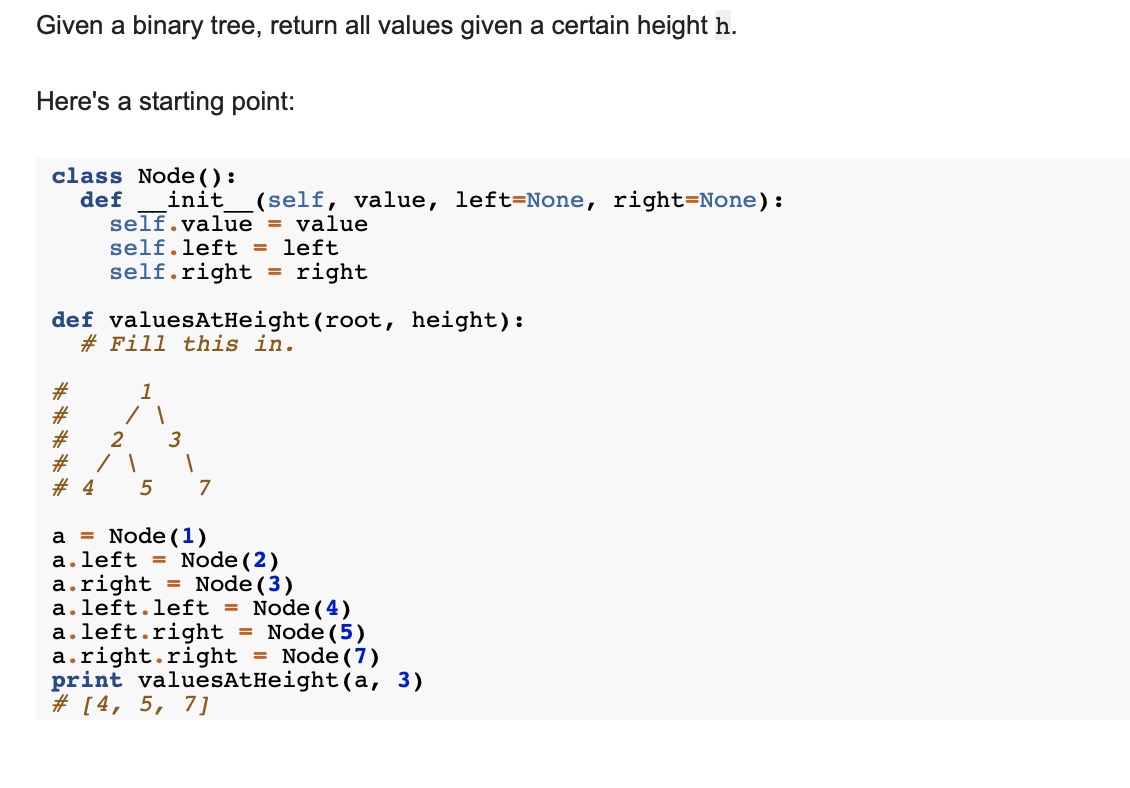 Given a binary tree, return all values given a certain height h.
Here's a starting point:
class Node():
  def __init__(self, value, left=None, right=None):
    self.value = value
    self.left = left
    self.right = right
def valuesAtHeight(root, height):
  # Fill this in.
#     1
#    / \
#   2   3
#  / \   \
# 4   5   7
a = Node(1)
a.left = Node(2)
a.right = Node(3)
a.left.left = Node(4)
a.left.right = Node(5)
a.right.right = Node(7)
print valuesAtHeight(a, 3)
# [4, 5, 7]